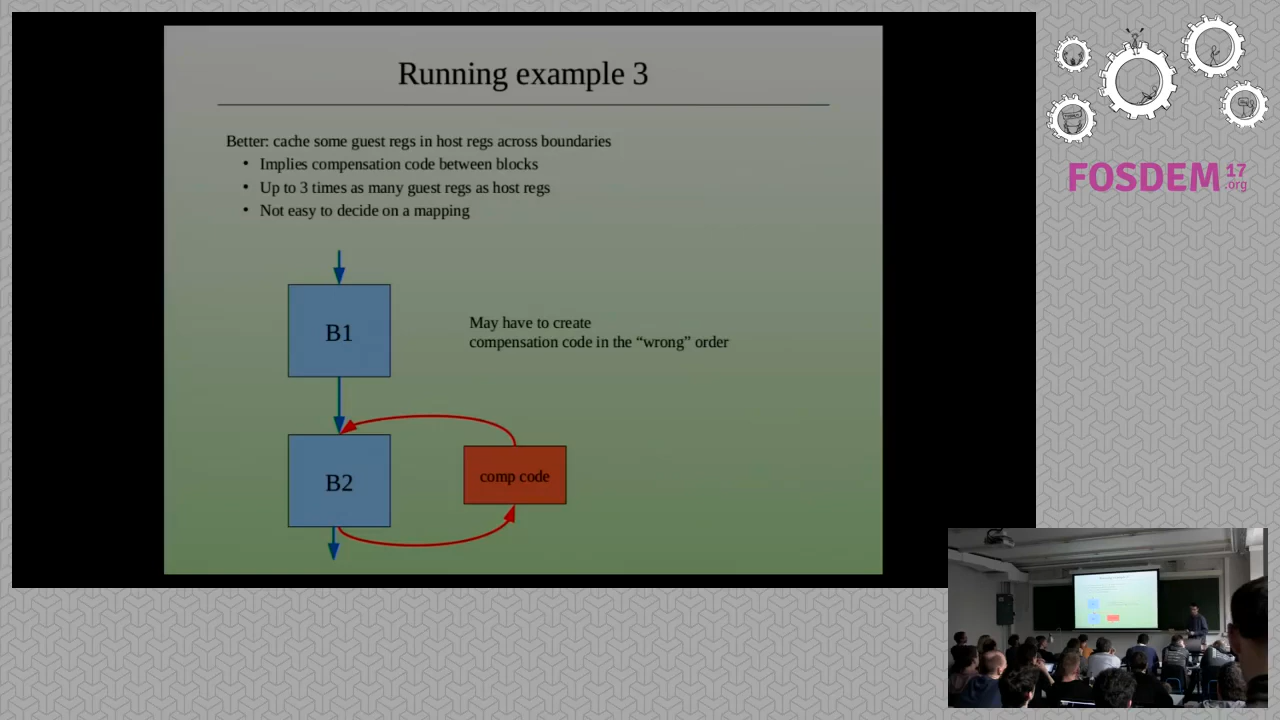 Running example 3
Better: cache some guest regs in host regs across boundaries
• Implies compensation code between blocks
• Up to 3 times as many guest regs as host regs
• Not easy to decide on a mapping
B1
May have to create
compensation code in the “wrong” order
B2
comp code
FOSDEM 17
.org